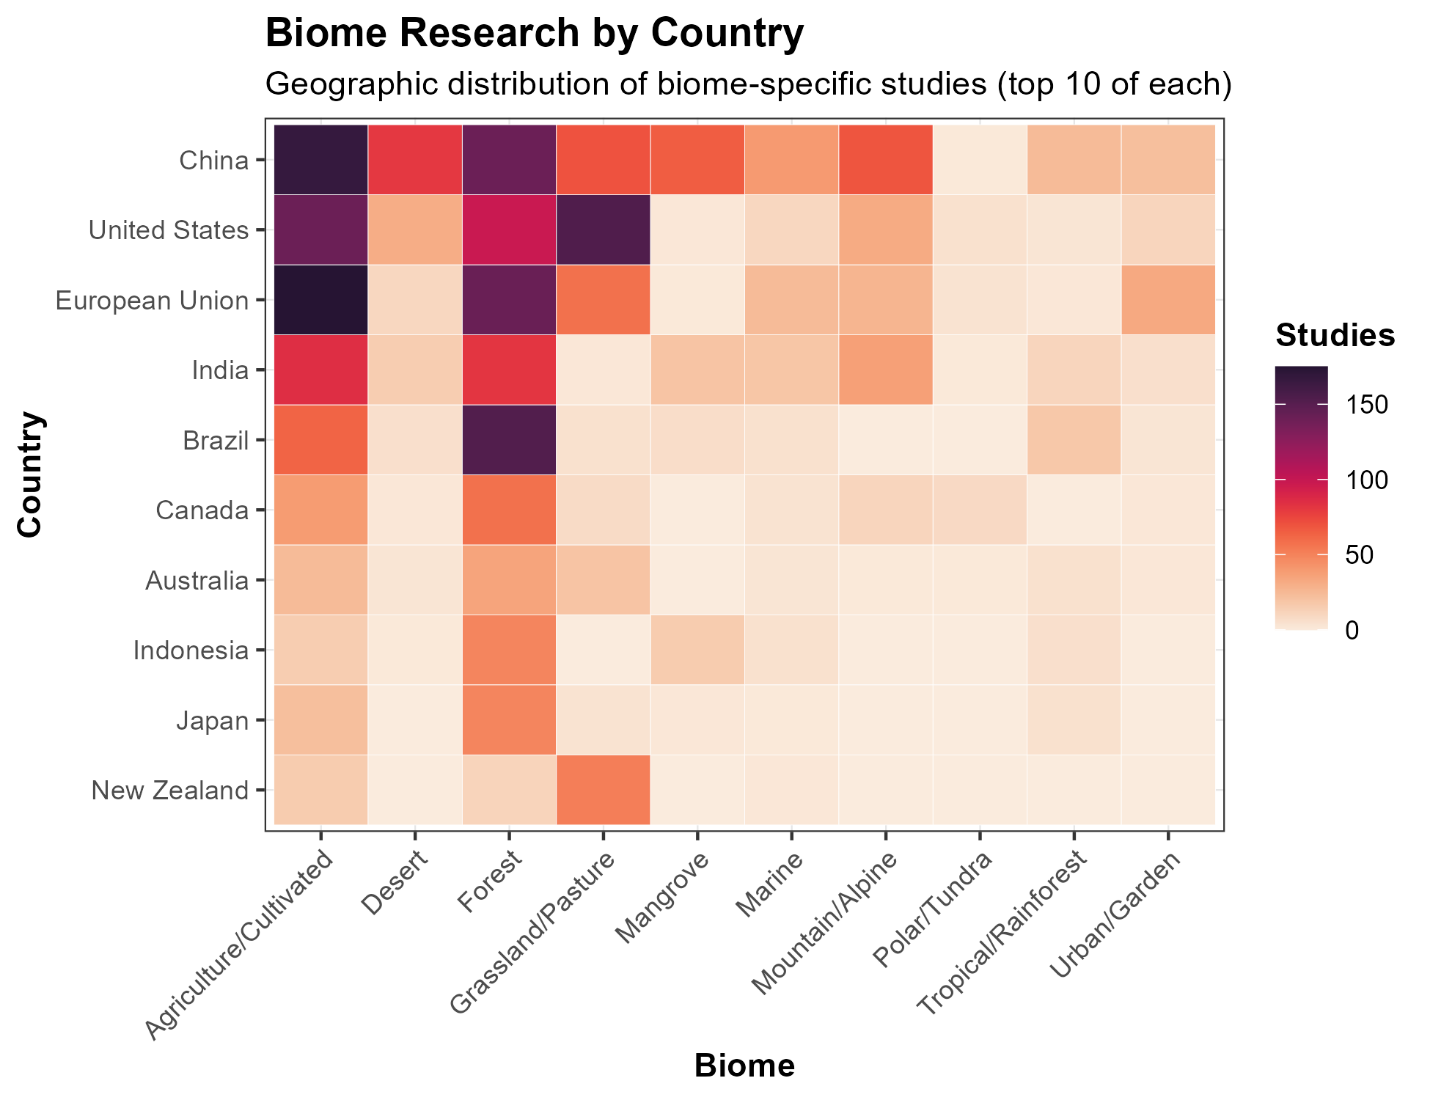 Biome Research by Country
Geographic distribution of biome-specific studies (top 10 of each)
Country
China
United States
European Union
India
Brazil
Canada
Australia
Indonesia
Japan
New Zealand
Agriculture/Cultivated
Desert
Forest
Grassland/Pasture
Mangrove
Marine
Mountain/Alpine
Polar/Tundra
Tropical/Rainforest
Urban/Garden
Biome
Studies
150
100
50
0